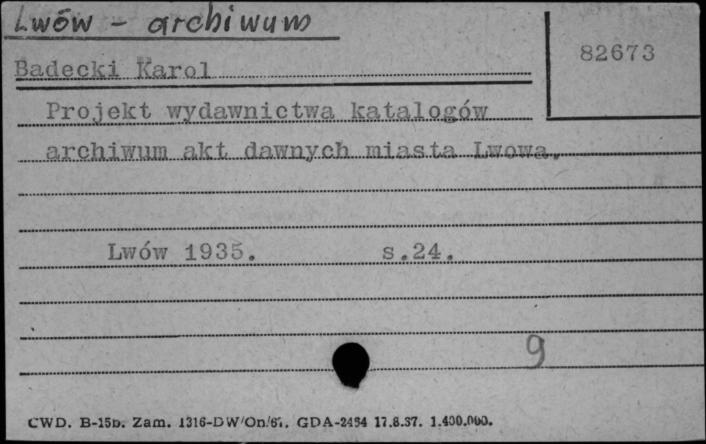 Lwów - archiwum
82673
Badecki Karol
Projekt wydawnictwa katalogów
archiwum akt dawnych miasta Lwowa.
Lwów 1935. s.24.
9
CWD. B-15b. Zam. 1316-DW/On/67. GDA-2454 17.8.37. 1.400.000.